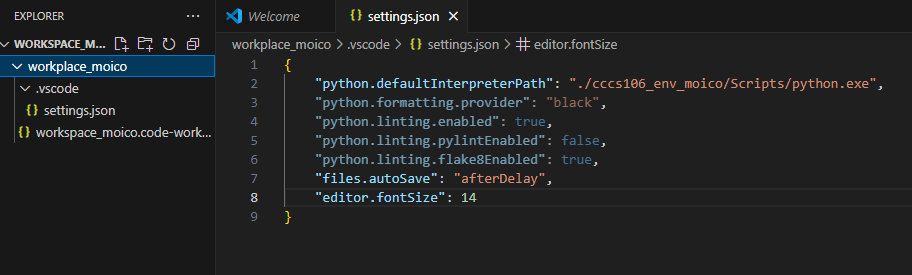 EXPLORER
WORKSPACE_M...
workplace_moico
.vscode
{} settings.json
{} workspace_moico.code-work...
Welcome
{} settings.json
workplace_moico > .vscode > {} settings.json > editor.fontSize
1 {
2 "python.defaultInterpreterPath": "./cccs106_env_moico/Scripts/python.exe",
3 "python.formatting.provider": "black",
4 "python.linting.enabled": true,
5 "python.linting.pylintEnabled": false,
6 "python.linting.flake8Enabled": true,
7 "files.autoSave": "afterDelay",
8 "editor.fontSize": 14
9 }